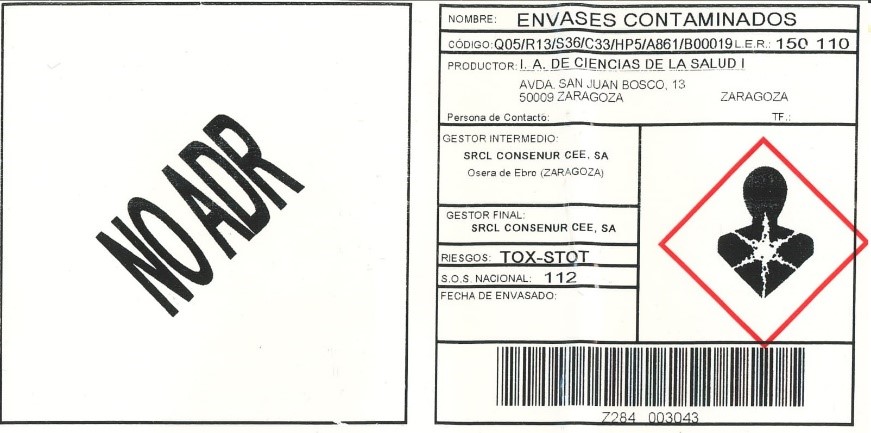 NO ADR
NOMBRE: ENVASES CONTAMINADOS
CÓDIGO: Q05/R13/S36/C33/HP5/A861/B00019 L.E.R.: 150 110
PRODUCTOR: I. A. DE CIENCIAS DE LA SALUD I
AVDA. SAN JUAN BOSCO, 13
50009 ZARAGOZA ZARAGOZA
Persona de Contacto: TF.:
GESTOR INTERMEDIO:
SRCL CONSENUR CEE, SA
Osera de Ebro (ZARAGOZA)
GESTOR FINAL:
SRCL CONSENUR CEE, SA
RIESGOS: TOX-STOT
S.O.S. NACIONAL: 112
FECHA DE ENVASADO:
Z284 003043